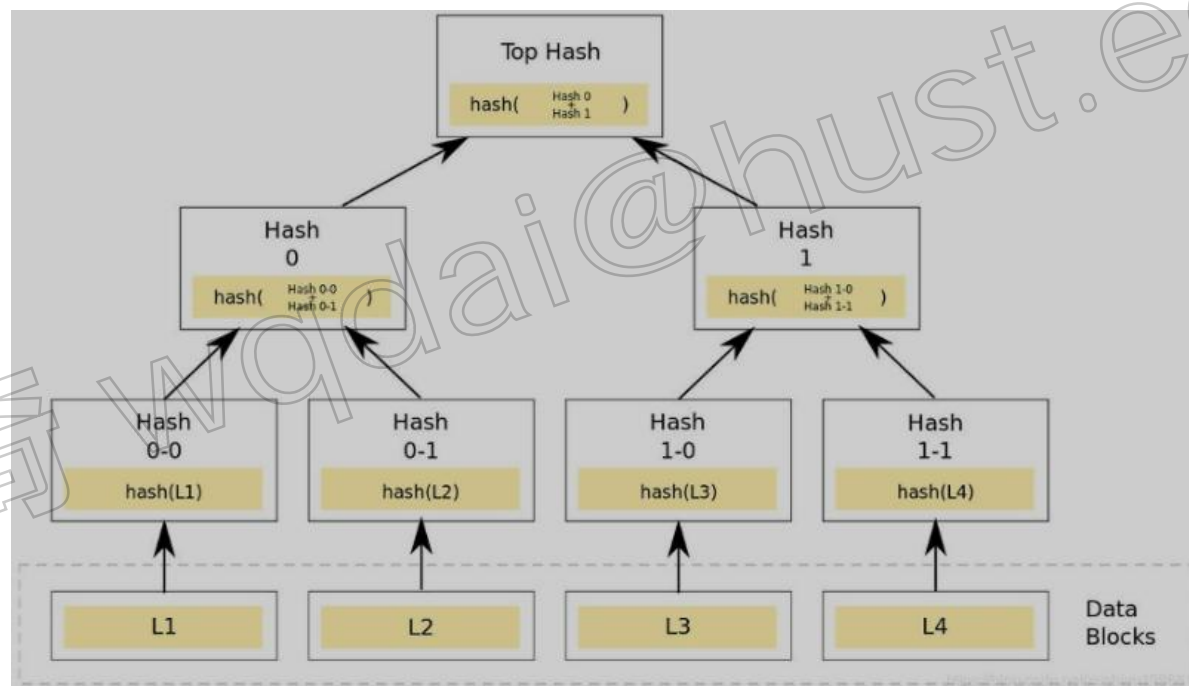 Top Hash
hash( Hash 0 + Hash 1 )
Hash
0
hash( Hash 0-0 + Hash 0-1 )
Hash
1
hash( Hash 1-0 + Hash 1-1 )
Hash
0-0
hash(L1)
Hash
0-1
hash(L2)
Hash
1-0
hash(L3)
Hash
1-1
hash(L4)
L1
L2
L3
L4
Data
Blocks
wqdai@hust.e